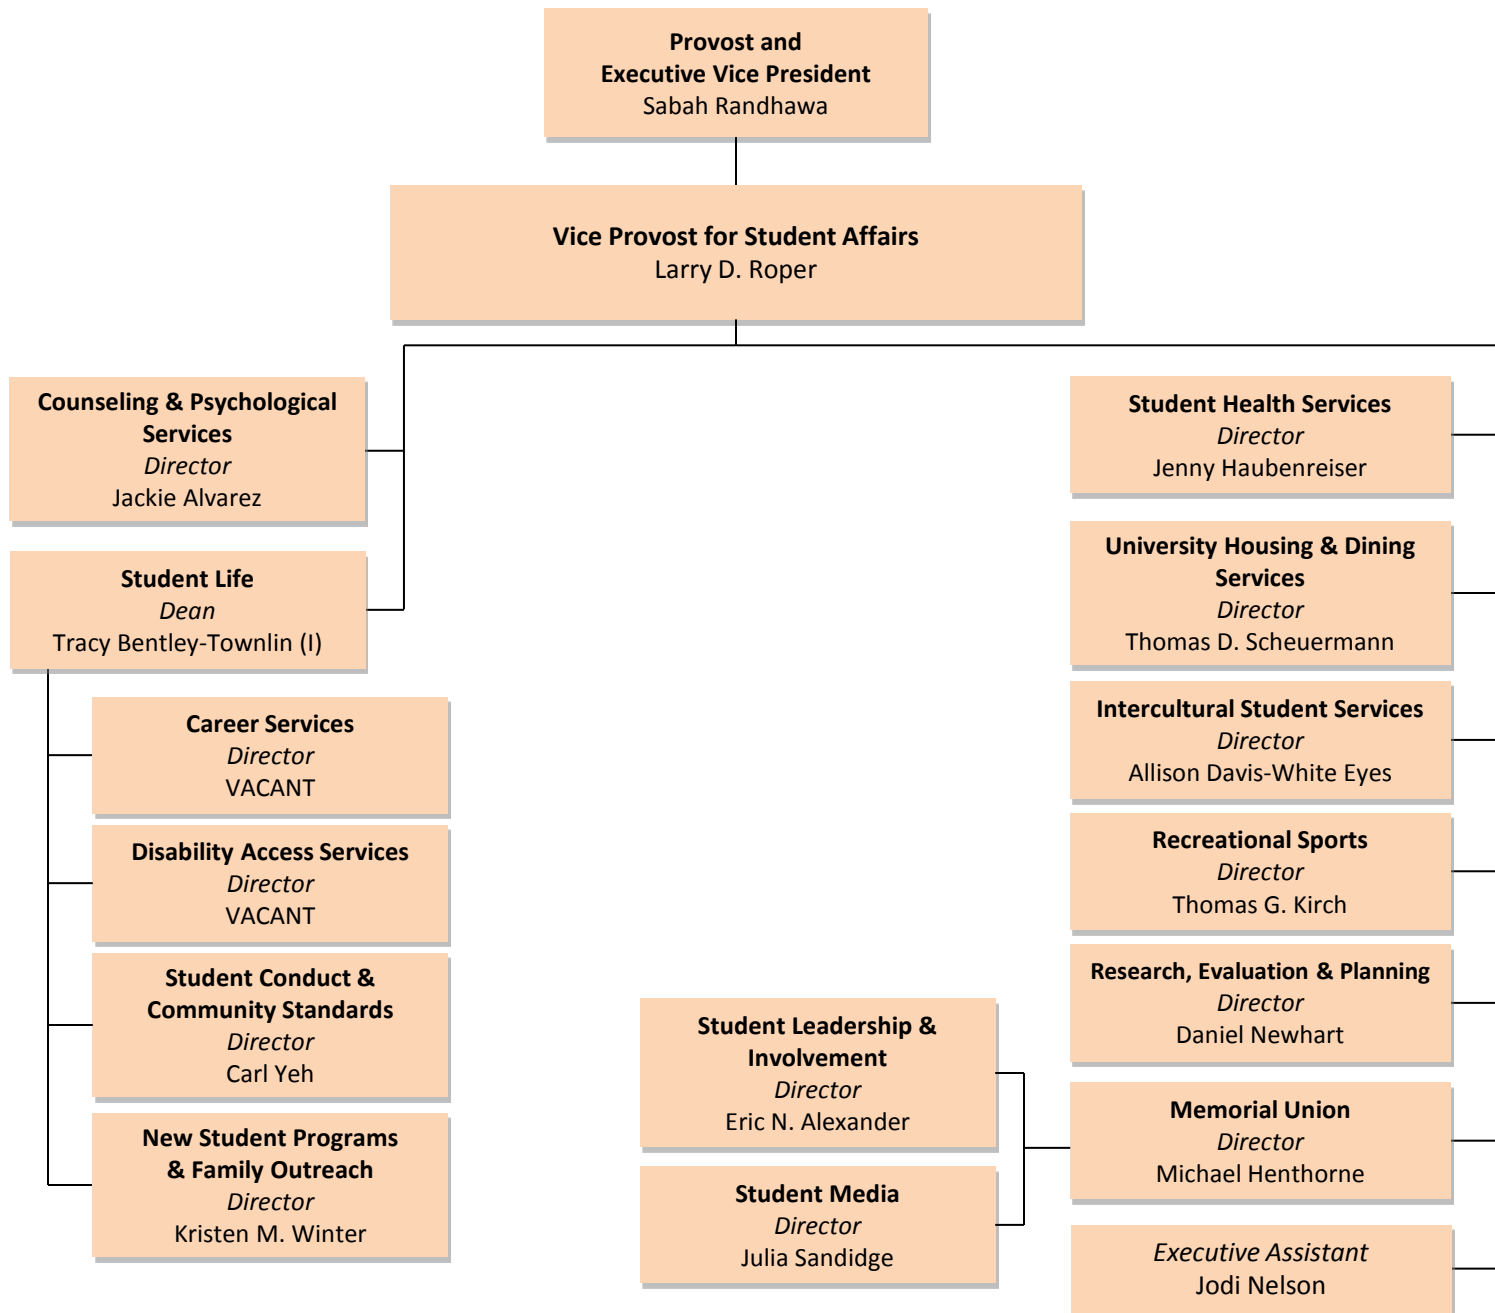 Provost and
Executive Vice President
Sabah Randhawa
Vice Provost for Student Affairs
Larry D. Roper
Counseling & Psychological
Services
Director
Jackie Alvarez
Student Life
Dean
Tracy Bentley-Townlin (I)
Career Services
Director
VACANT
Disability Access Services
Director
VACANT
Student Conduct &
Community Standards
Director
Carl Yeh
New Student Programs
& Family Outreach
Director
Kristen M. Winter
Student Leadership &
Involvement
Director
Eric N. Alexander
Student Media
Director
Julia Sandidge
Student Health Services
Director
Jenny Haubenreiser
University Housing & Dining
Services
Director
Thomas D. Scheuermann
Intercultural Student Services
Director
Allison Davis-White Eyes
Recreational Sports
Director
Thomas G. Kirch
Research, Evaluation & Planning
Director
Daniel Newhart
Memorial Union
Director
Michael Henthorne
Executive Assistant
Jodi Nelson